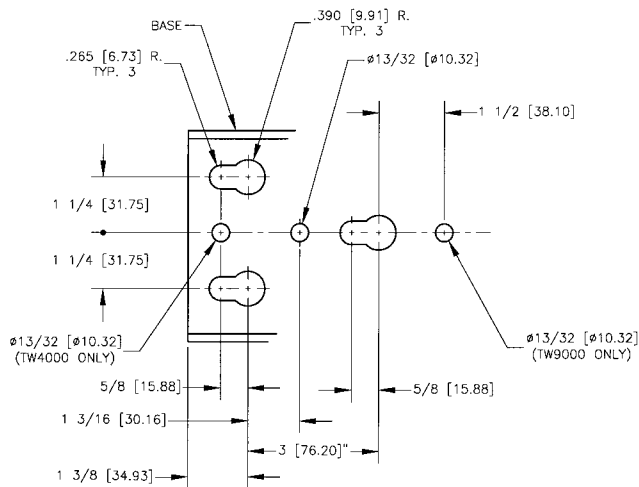 BASE
.390 [9.91] R.
TYP. 3
.265 [6.73] R.
TYP. 3
ø13/32 [ø10.32]
1 1/2 [38.10]
1 1/4 [31.75]
1 1/4 [31.75]
ø13/32 [ø10.32]
(TW4000 ONLY)
ø13/32 [ø10.32]
(TW9000 ONLY)
5/8 [15.88]
5/8 [15.88]
1 3/16 [30.16]
3 [76.20]"
1 3/8 [34.93]